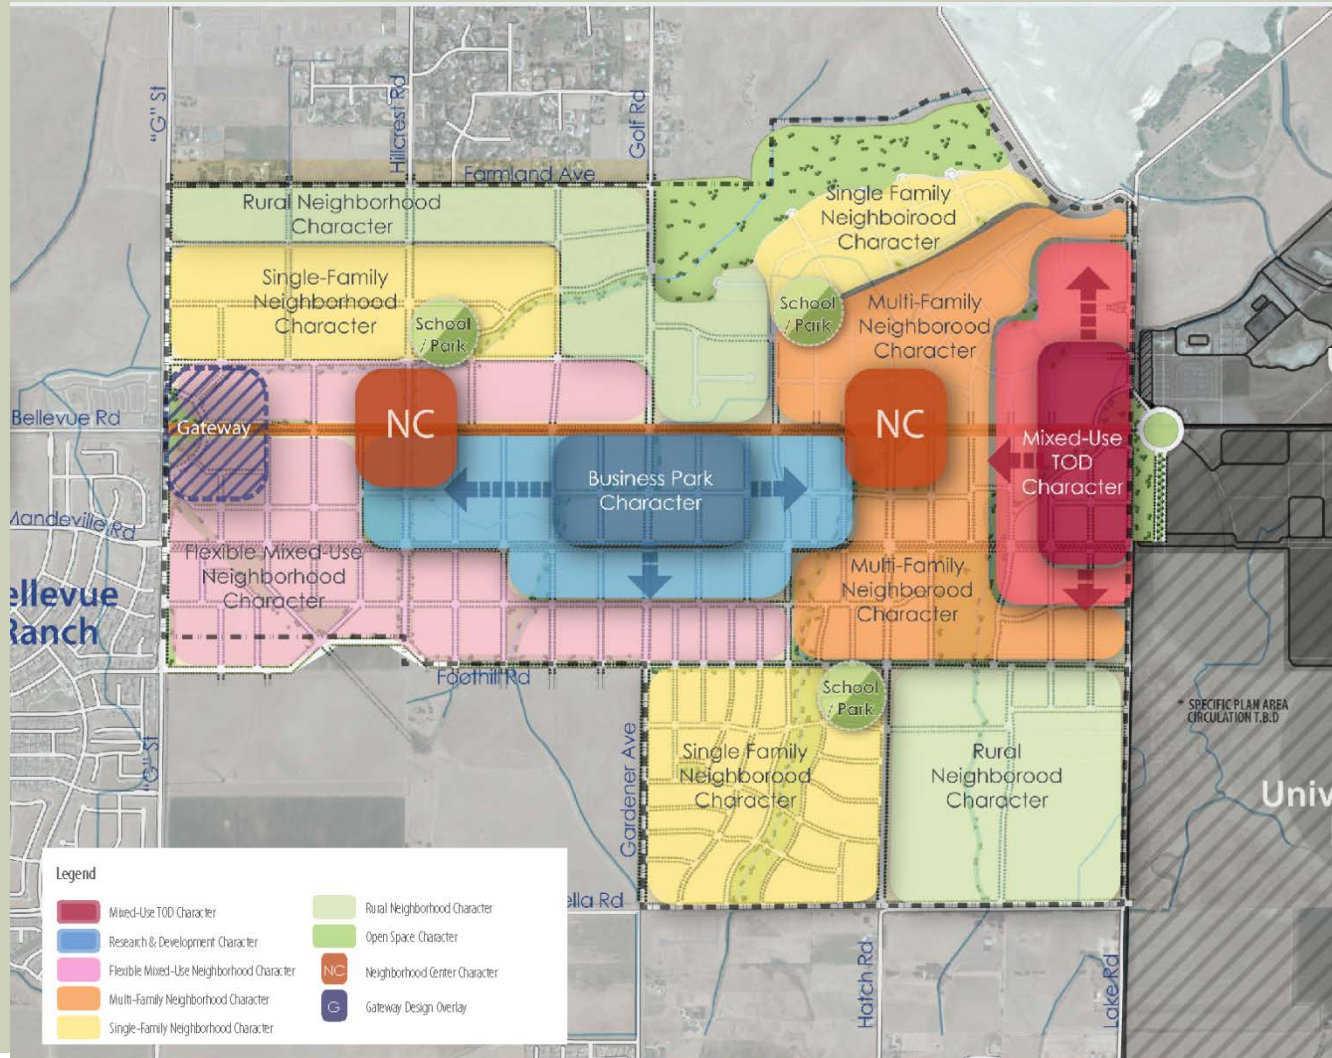 "G" St
Hillcrest Rd
Golf Rd
Farmland Ave
Rural Neighborhood
Character
Single Family
Neighboirood
Character
Single-Family
Neighborhood
Character
School
/ Park
School
/ Park
Multi-Family
Neighborood
Character
Bellevue Rd
Gateway
NC
NC
Mixed-Use
TOD
Character
Business Park
Character
Mandeville Rd
Flexible Mixed-Use
Neighborhood
Character
Multi-Family
Neighborood
Character
ellevue
Ranch
Foothill Rd
School
/ Park
"G" St
Gardener Ave
Single Family
Neighborood
Character
Rural
Neighborood
Character
* SPECIFIC PLAN AREA
CIRCULATION T.B.D
Univ
ella Rd
Hatch Rd
Lake Rd
Legend
Mixed-Use TOD Character
Research & Development Character
Flexible Mixed-Use Neighborhood Character
Multi-Family Neighborhood Character
Single-Family Neighborhood Character
Rural Neighborhood Character
Open Space Character
NC
Neighborhood Center Character
G
Gateway Design Overlay